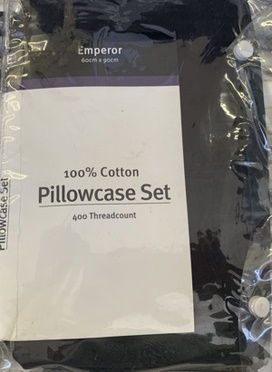 Emperor
60cm x 90cm
100% Cotton
Pillowcase Set
400 Threadcount
Pillowcase Set